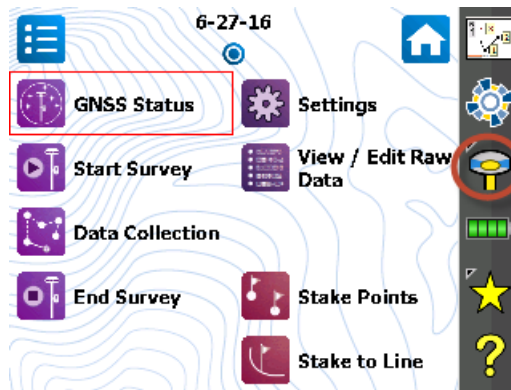 6-27-16
GNSS Status
Settings
Start Survey
View / Edit Raw
Data
Data Collection
End Survey
Stake Points
Stake to Line
?